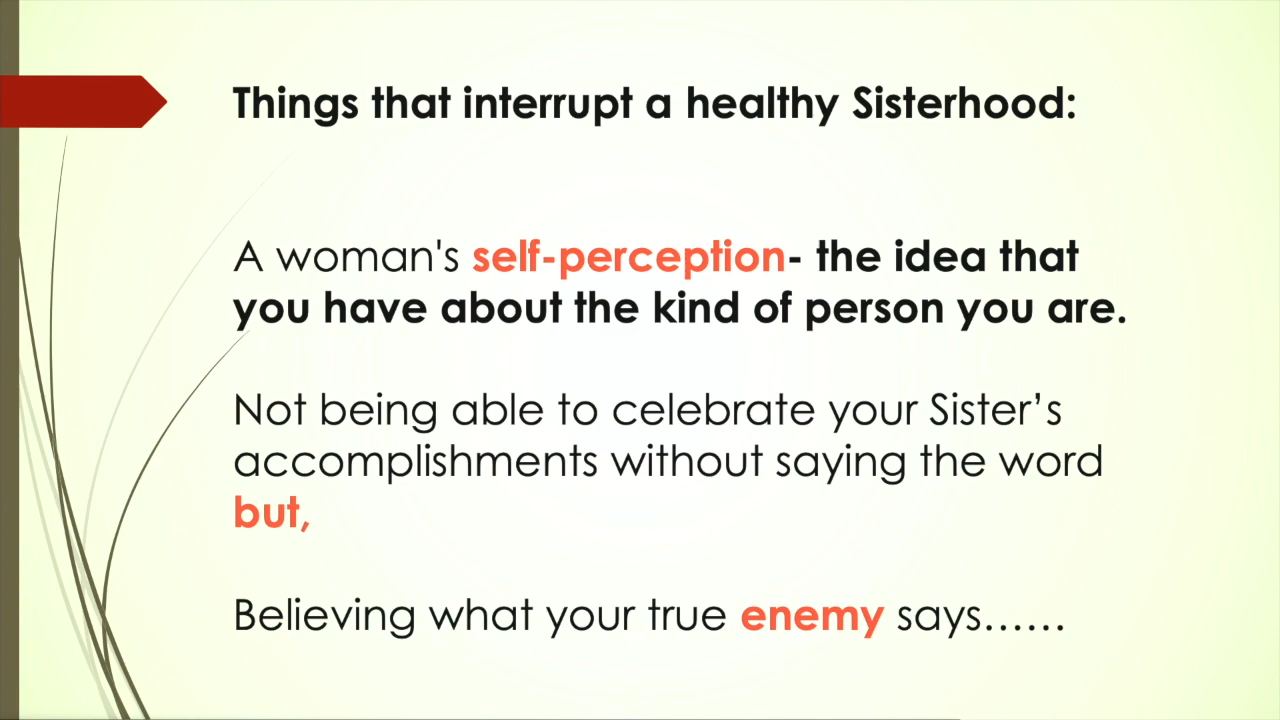 Things that interrupt a healthy Sisterhood:
A woman's self-perception- the idea that
you have about the kind of person you are.
Not being able to celebrate your Sister’s
accomplishments without saying the word
but,
Believing what your true enemy says……